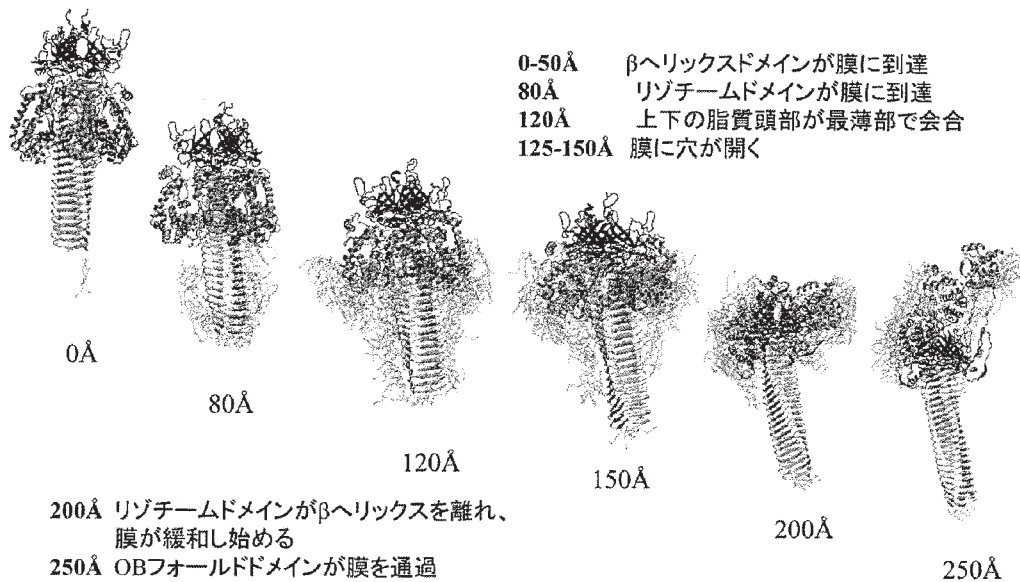 0-50Å βヘリックスドメインが膜に到達
80Å リゾチームドメインが膜に到達
120Å 上下の脂質頭部が最薄部で会合
125-150Å 膜に穴が開く
0Å
80Å
120Å
150Å
200Å
250Å
200Å リゾチームドメインがβヘリックスを離れ、
膜が緩和し始める
250Å OBフォールドドメインが膜を通過